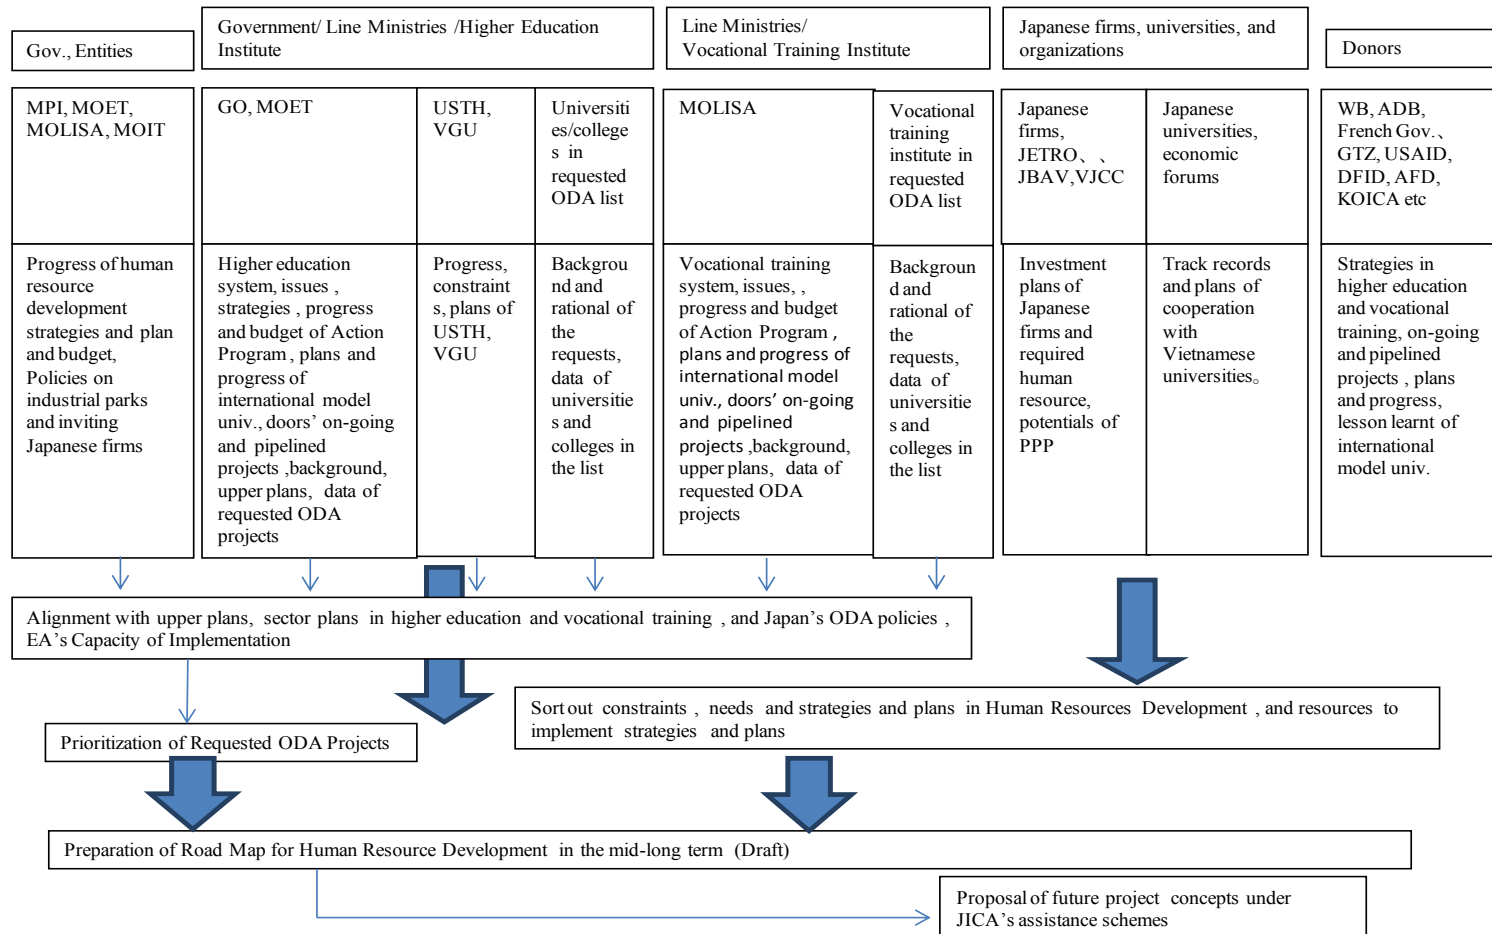 Gov., Entities
Government/ Line Ministries /Higher Education
Institute
Line Ministries/
Vocational Training Institute
Japanese firms, universities, and
organizations
Donors
MPI, MOET,
MOLISA, MOIT
GO, MOET
USTH,
VGU
Universiti
es/college
s in
requested
ODA list
MOLISA
Vocational
training
institute in
requested
ODA list
Japanese
firms,
JETRO、、
JBAV,VJCC
Japanese
universities,
economic
forums
WB, ADB,
French Gov.、
GTZ, USAID,
DFID, AFD,
KOICA etc
Progress of human
resource
development
strategies and plan
and budget,
Policies on
industrial parks
and inviting
Japanese firms
Higher education
system, issues ,
strategies , progress
and budget of Action
Program , plans and
progress of
international model
univ., doors’ on-going
and pipelined
projects ,background,
upper plans, data of
requested ODA
projects
Progress,
constraint
s, plans of
USTH,
VGU
Backgrou
nd and
rational of
the
requests,
data of
universitie
s and
colleges in
the list
Vocational training
system, issues, ,
progress and budget
of Action Program ,
plans and progress of
international model
univ., doors’ on-going
and pipelined
projects ,background,
upper plans, data of
requested ODA
projects
Backgroun
d and
rational of
the
requests,
data of
universitie
s and
colleges in
the list
Investment
plans of
Japanese
firms and
required
human
resource,
potentials of
PPP
Track records
and plans of
cooperation
with
Vietnamese
universities。
Strategies in
higher education
and vocational
training, on-going
and pipelined
projects , plans
and progress,
lesson learnt of
international
model univ.
Alignment with upper plans, sector plans in higher education and vocational training , and Japan’s ODA policies ,
EA’s Capacity of Implementation
Sort out constraints , needs and strategies and plans in Human Resources Development , and resources to
implement strategies and plans
Prioritization of Requested ODA Projects
Preparation of Road Map for Human Resource Development in the mid-long term (Draft)
Proposal of future project concepts under
JICA’s assistance schemes